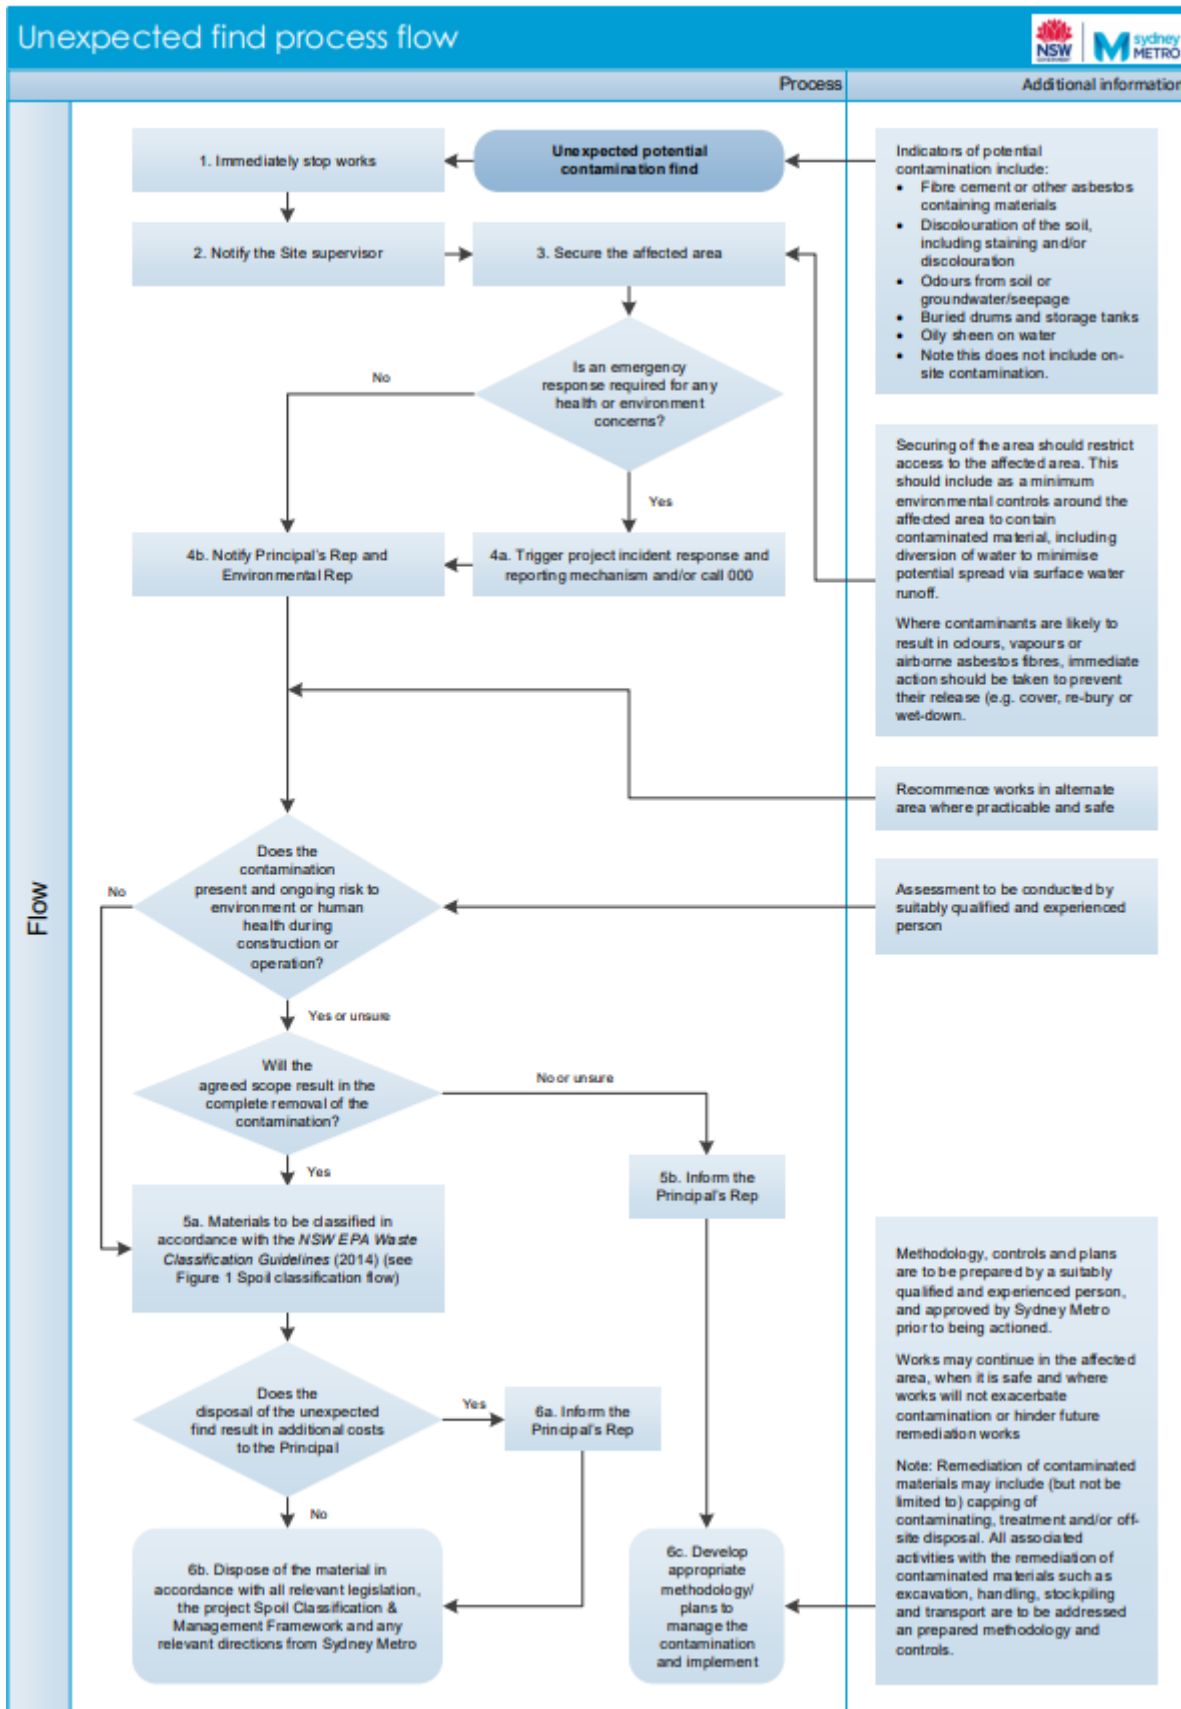 Unexpected find process flow
NSW
GOVERNMENT
sydney
METRO
Process
Additional information
Flow
Unexpected potential
contamination find
1. Immediately stop works
2. Notify the Site supervisor
3. Secure the affected area
Is an emergency
response required for any
health or environment
concerns?
No
Yes
4b. Notify Principal's Rep and
Environmental Rep
4a. Trigger project incident response and
reporting mechanism and/or call 000
Does the
contamination
present and ongoing risk to
environment or human
health during
construction or
operation?
No
Yes or unsure
Will the
agreed scope result in the
complete removal of the
contamination?
No or unsure
Yes
5a. Materials to be classified in
accordance with the NSW EPA Waste
Classification Guidelines (2014) (see
Figure 1 Spoil classification flow)
5b. Inform the
Principal's Rep
Does the
disposal of the unexpected
find result in additional costs
to the Principal
Yes
6a. Inform the
Principal's Rep
No
6b. Dispose of the material in
accordance with all relevant legislation,
the project Spoil Classification &
Management Framework and any
relevant directions from Sydney Metro
6c. Develop
appropriate
methodology/
plans to
manage the
contamination
and implement
Indicators of potential
contamination include:
• Fibre cement or other asbestos
containing materials
• Discolouration of the soil,
including staining and/or
discolouration
• Odours from soil or
groundwater/seepage
• Buried drums and storage tanks
• Oily sheen on water
• Note this does not include on-
site contamination.
Securing of the area should restrict
access to the affected area. This
should include as a minimum
environmental controls around the
affected area to contain
contaminated material, including
diversion of water to minimise
potential spread via surface water
runoff.
Where contaminants are likely to
result in odours, vapours or
airborne asbestos fibres, immediate
action should be taken to prevent
their release (e.g. cover, re-bury or
wet-down.
Recommence works in alternate
area where practicable and safe
Assessment to be conducted by
suitably qualified and experienced
person
Methodology, controls and plans
are to be prepared by a suitably
qualified and experienced person,
and approved by Sydney Metro
prior to being actioned.
Works may continue in the affected
area, when it is safe and where
works will not exacerbate
contamination or hinder future
remediation works
Note: Remediation of contaminated
materials may include (but not be
limited to) capping of
contaminating, treatment and/or off-
site disposal. All associated
activities with the remediation of
contaminated materials such as
excavation, handling, stockpiling
and transport are to be addressed
an prepared methodology and
controls.